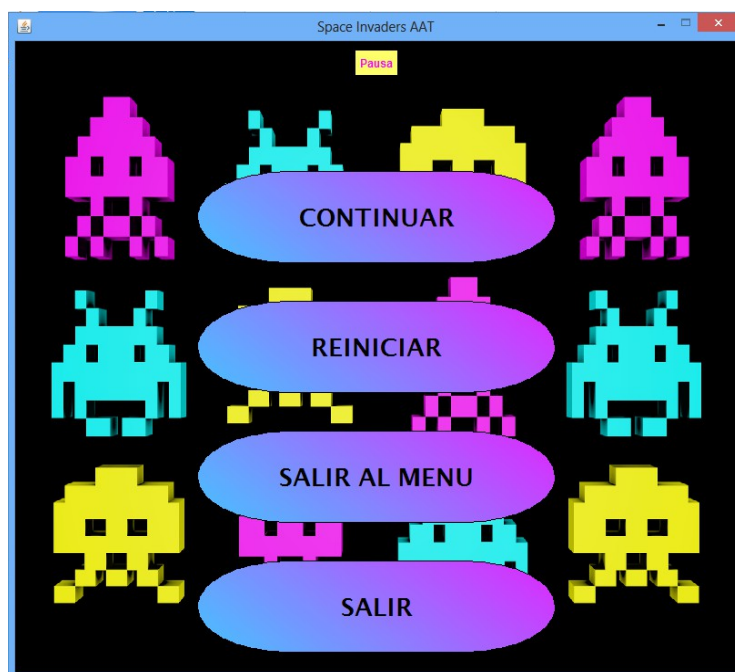 Space Invaders AAT
Pausa
CONTINUAR
REINICIAR
SALIR AL MENU
SALIR